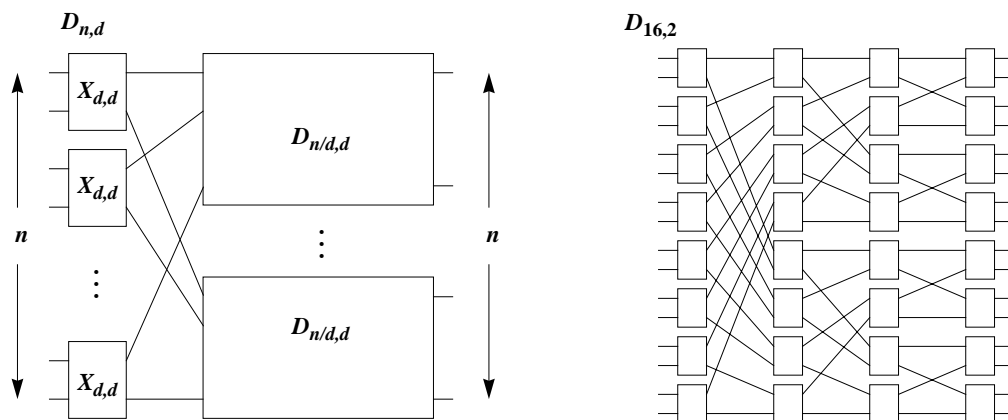 D_{n,d}
X_{d,d}
X_{d,d}
X_{d,d}
D_{n/d,d}
D_{n/d,d}
n
n
D_{16,2}